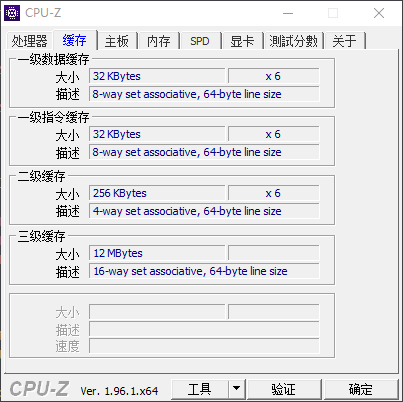 CPU-Z
处理器 缓存 主板 内存 SPD 显卡 測試分數 关于
一级数据缓存
大小 32 KBytes x 6
描述 8-way set associative, 64-byte line size
一级指令缓存
大小 32 KBytes x 6
描述 8-way set associative, 64-byte line size
二级缓存
大小 256 KBytes x 6
描述 4-way set associative, 64-byte line size
三级缓存
大小 12 MBytes
描述 16-way set associative, 64-byte line size
大小
描述
速度
CPU-Z Ver. 1.96.1.x64 工具 验证 确定